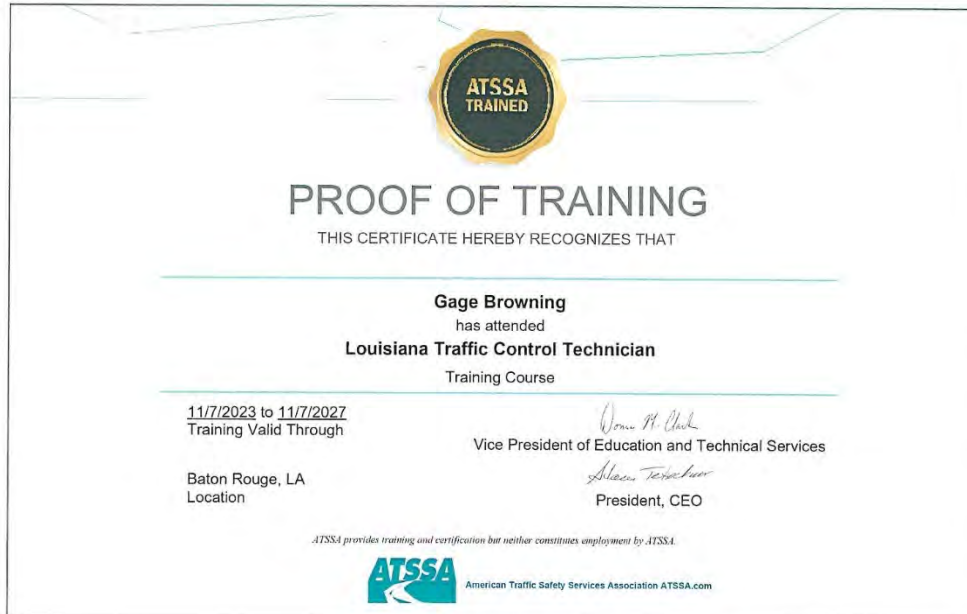 ATSSA
TRAINED
PROOF OF TRAINING
THIS CERTIFICATE HEREBY RECOGNIZES THAT
Gage Browning
has attended
Louisiana Traffic Control Technician
Training Course
11/7/2023 to 11/7/2027
Training Valid Through
Vice President of Education and Technical Services
Baton Rouge, LA
Location
President, CEO
ATSSA provides training and certification but neither constitutes employment by ATSSA.
ATSSA
American Traffic Safety Services Association ATSSA.com